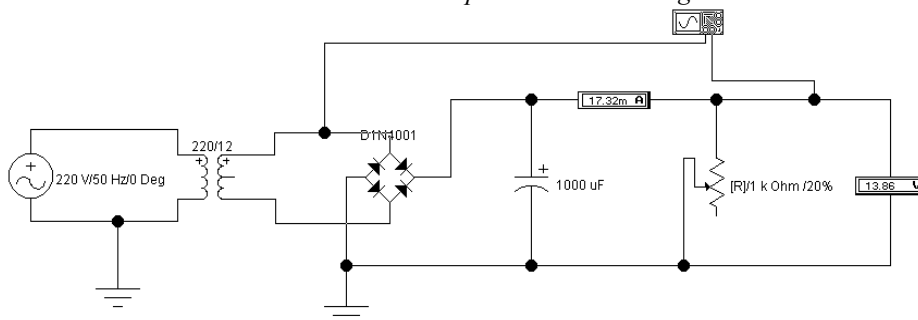 220/12
D1N4001
17.32m A
220 V/50 Hz/0 Deg
1000 uF
[R]/1 k Ohm /20%
13.86